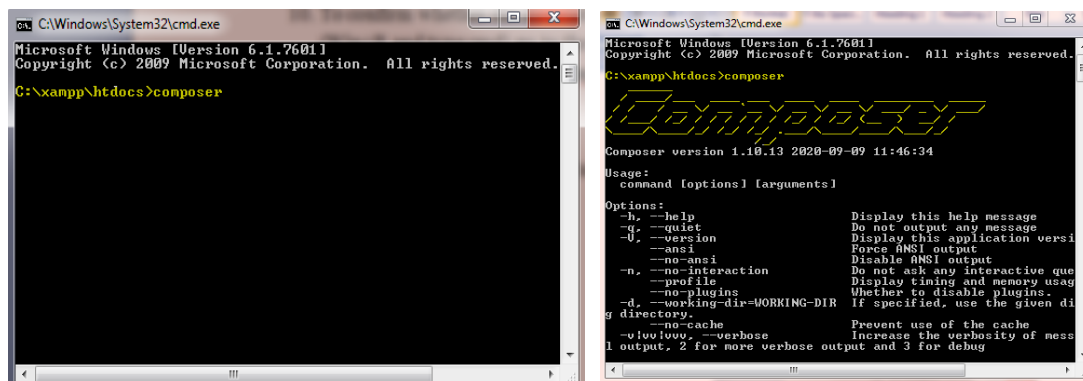 C:\Windows\System32\cmd.exe
Microsoft Windows [Version 6.1.7601]
Copyright (c) 2009 Microsoft Corporation.  All rights reserved.
C:\xampp\htdocs>composer
C:\Windows\System32\cmd.exe
Microsoft Windows [Version 6.1.7601]
Copyright (c) 2009 Microsoft Corporation.  All rights reserved.
C:\xampp\htdocs>composer
Composer
Composer version 1.10.13 2020-09-09 11:46:34
Usage:
command [options] [arguments]
Options:
-h, --help Display this help message
-q, --quiet Do not output any message
-V, --version Display this application versi
--ansi Force ANSI output
--no-ansi Disable ANSI output
-n, --no-interaction Do not ask any interactive que
--profile Display timing and memory usag
--no-plugins Whether to disable plugins.
-d, --working-dir=WORKING-DIR If specified, use the given di
g directory.
--no-cache Prevent use of the cache
-v|vv|vvv, --verbose Increase the verbosity of mess
l output, 2 for more verbose output and 3 for debug